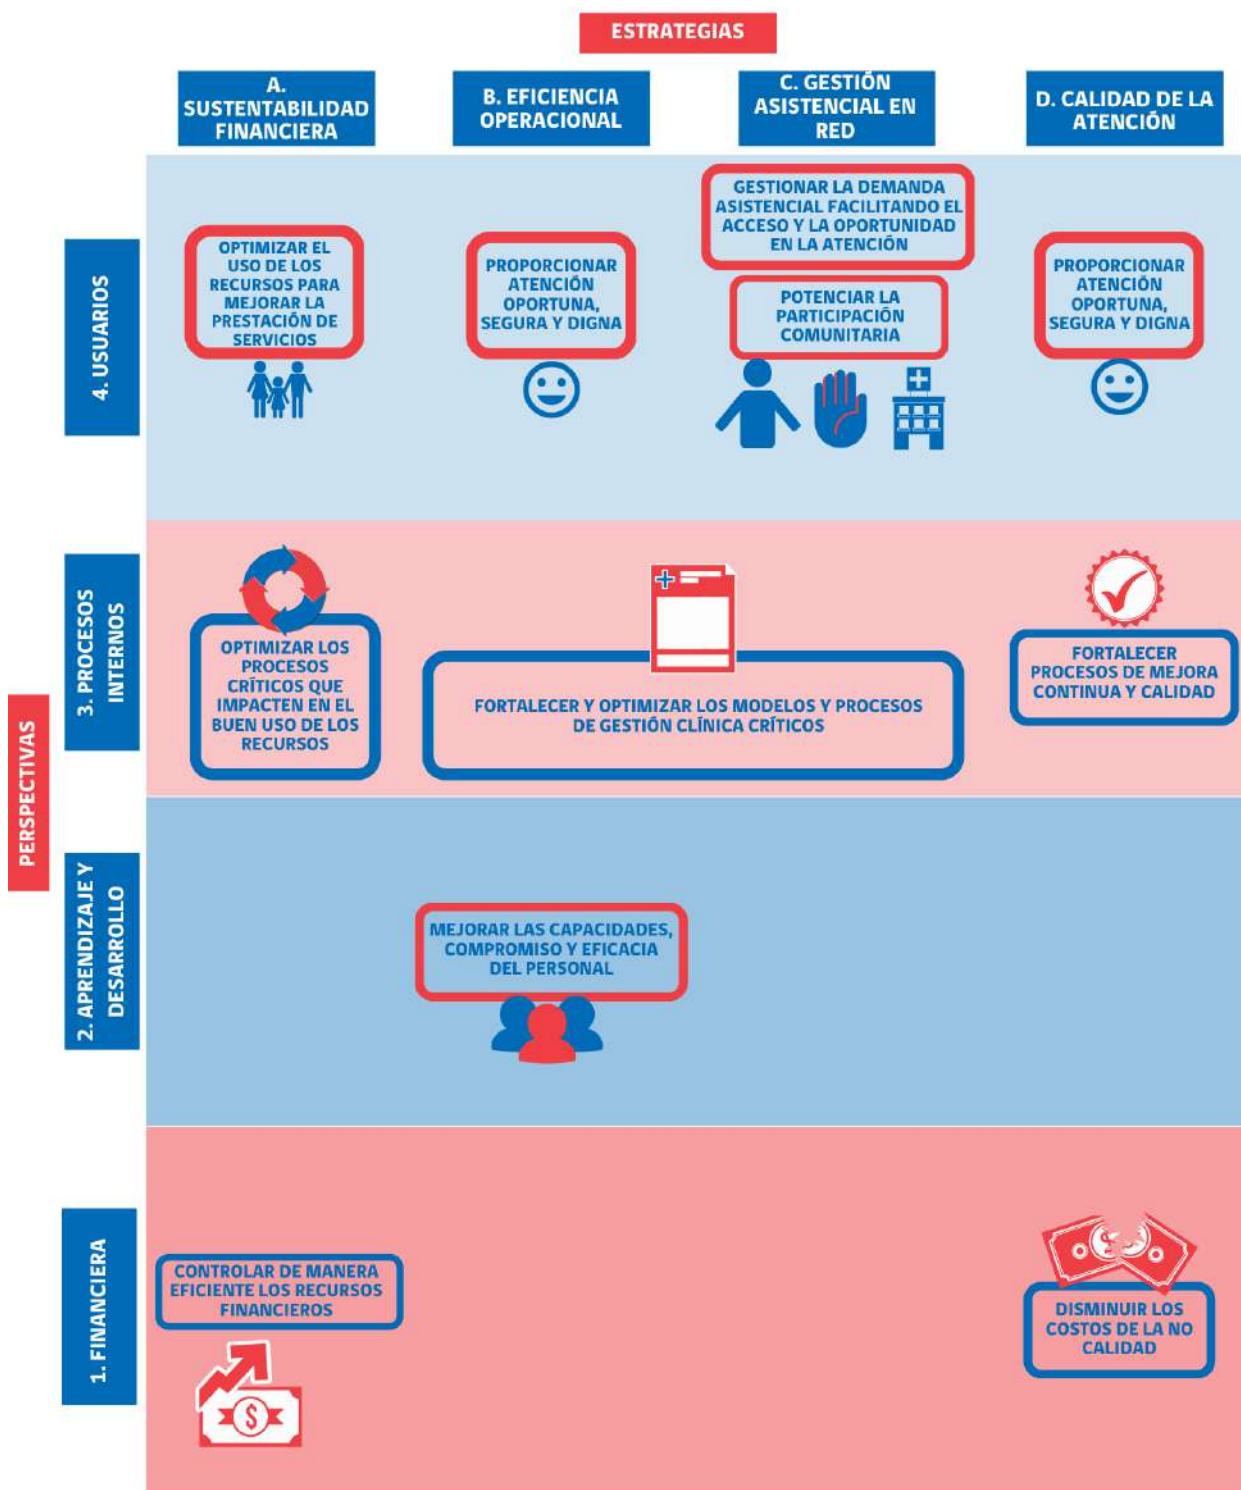 ESTRATEGIAS
A.
SUSTENTABILIDAD
FINANCIERA
B. EFICIENCIA
OPERACIONAL
C. GESTIÓN
ASISTENCIAL EN
RED
D. CALIDAD DE LA
ATENCIÓN
PERSPECTIVAS
4. USUARIOS
OPTIMIZAR EL
USO DE LOS
RECURSOS PARA
MEJORAR LA
PRESTACIÓN DE
SERVICIOS
PROPORCIONAR
ATENCIÓN
OPORTUNA,
SEGURA Y DIGNA
GESTIONAR LA DEMANDA
ASISTENCIAL FACILITANDO EL
ACCESO Y LA OPORTUNIDAD
EN LA ATENCIÓN
POTENCIAR LA
PARTICIPACIÓN
COMUNITARIA
PROPORCIONAR
ATENCIÓN
OPORTUNA,
SEGURA Y DIGNA
3. PROCESOS
INTERNOS
OPTIMIZAR LOS
PROCESOS
CRÍTICOS QUE
IMPACTEN EN EL
BUEN USO DE LOS
RECURSOS
FORTALECER Y OPTIMIZAR LOS MODELOS Y PROCESOS
DE GESTIÓN CLÍNICA CRÍTICOS
FORTALECER
PROCESOS DE MEJORA
CONTINUA Y CALIDAD
2. APRENDIZAJE Y
DESARROLLO
MEJORAR LAS CAPACIDADES,
COMPROMISO Y EFICACIA
DEL PERSONAL
1. FINANCIERA
CONTROLAR DE MANERA
EFICIENTE LOS RECURSOS
FINANCIEROS
$
$
DISMINUIR LOS
COSTOS DE LA NO
CALIDAD